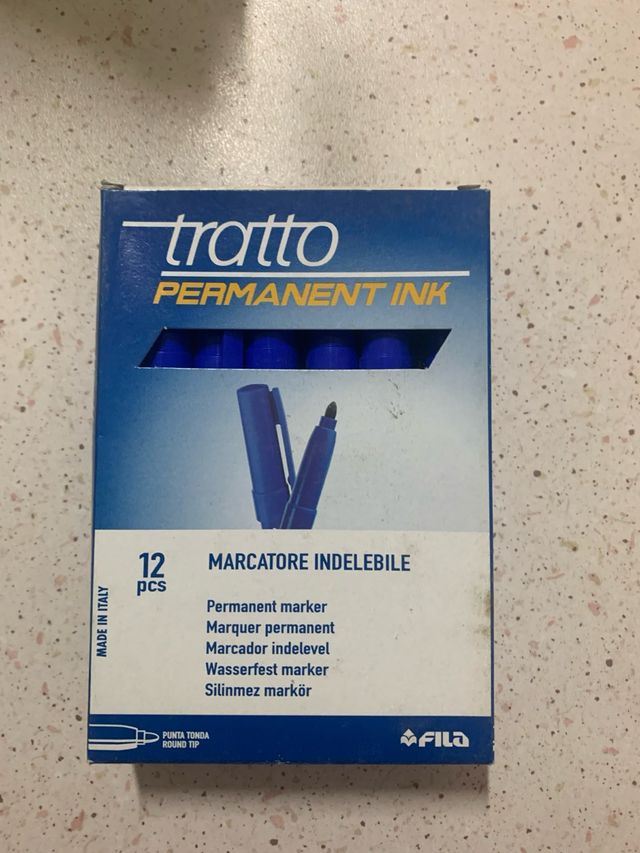 tratto
PERMANENT INK
12
pcs
MARCATORE INDELEBILE
Permanent marker
Marquer permanent
Marcador indelevel
Wasserfest marker
Silinmez markör
MADE IN ITALY
PUNTA TONDA
ROUND TIP
FILA